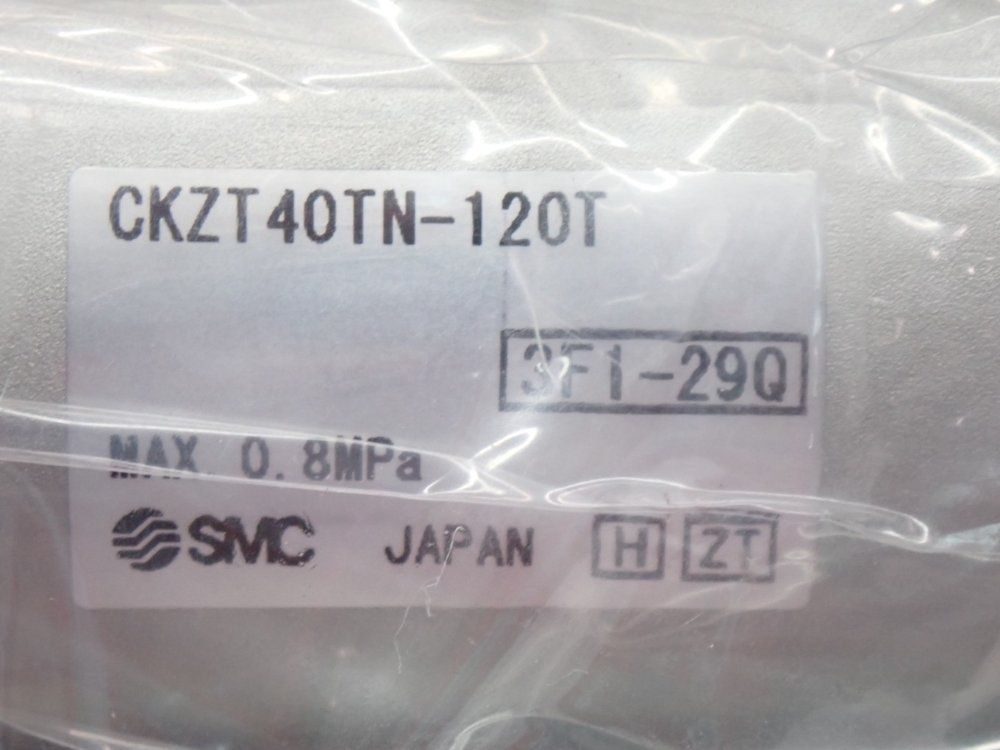 CKZT40TN-120T
3F1-29Q
MAX. 0.8MPa
SMC JAPAN H ZT